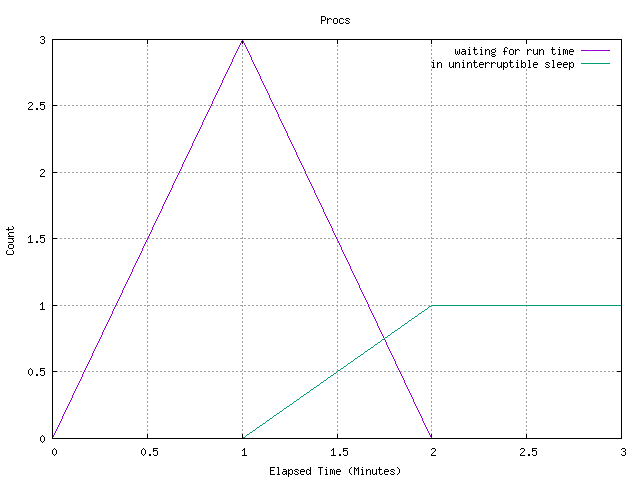 Procs
waiting for run time
in uninterruptible sleep
3
2.5
2
1.5
1
0.5
0
Count
0 0.5 1 1.5 2 2.5 3
Elapsed Time (Minutes)